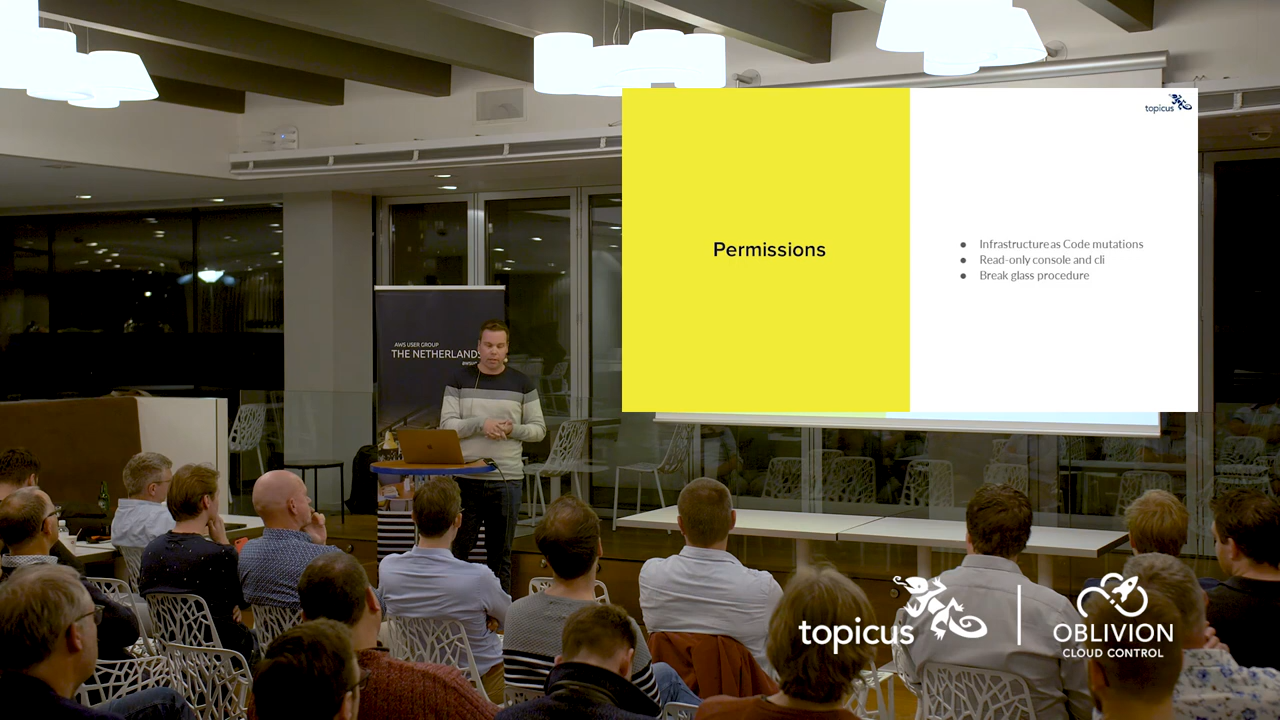 topicus
Permissions
● Infrastructure as Code mutations
● Read-only console and cli
● Break glass procedure
AWS USER GROUP
THE NETHERLANDS
topicus
OBLIVION
CLOUD CONTROL